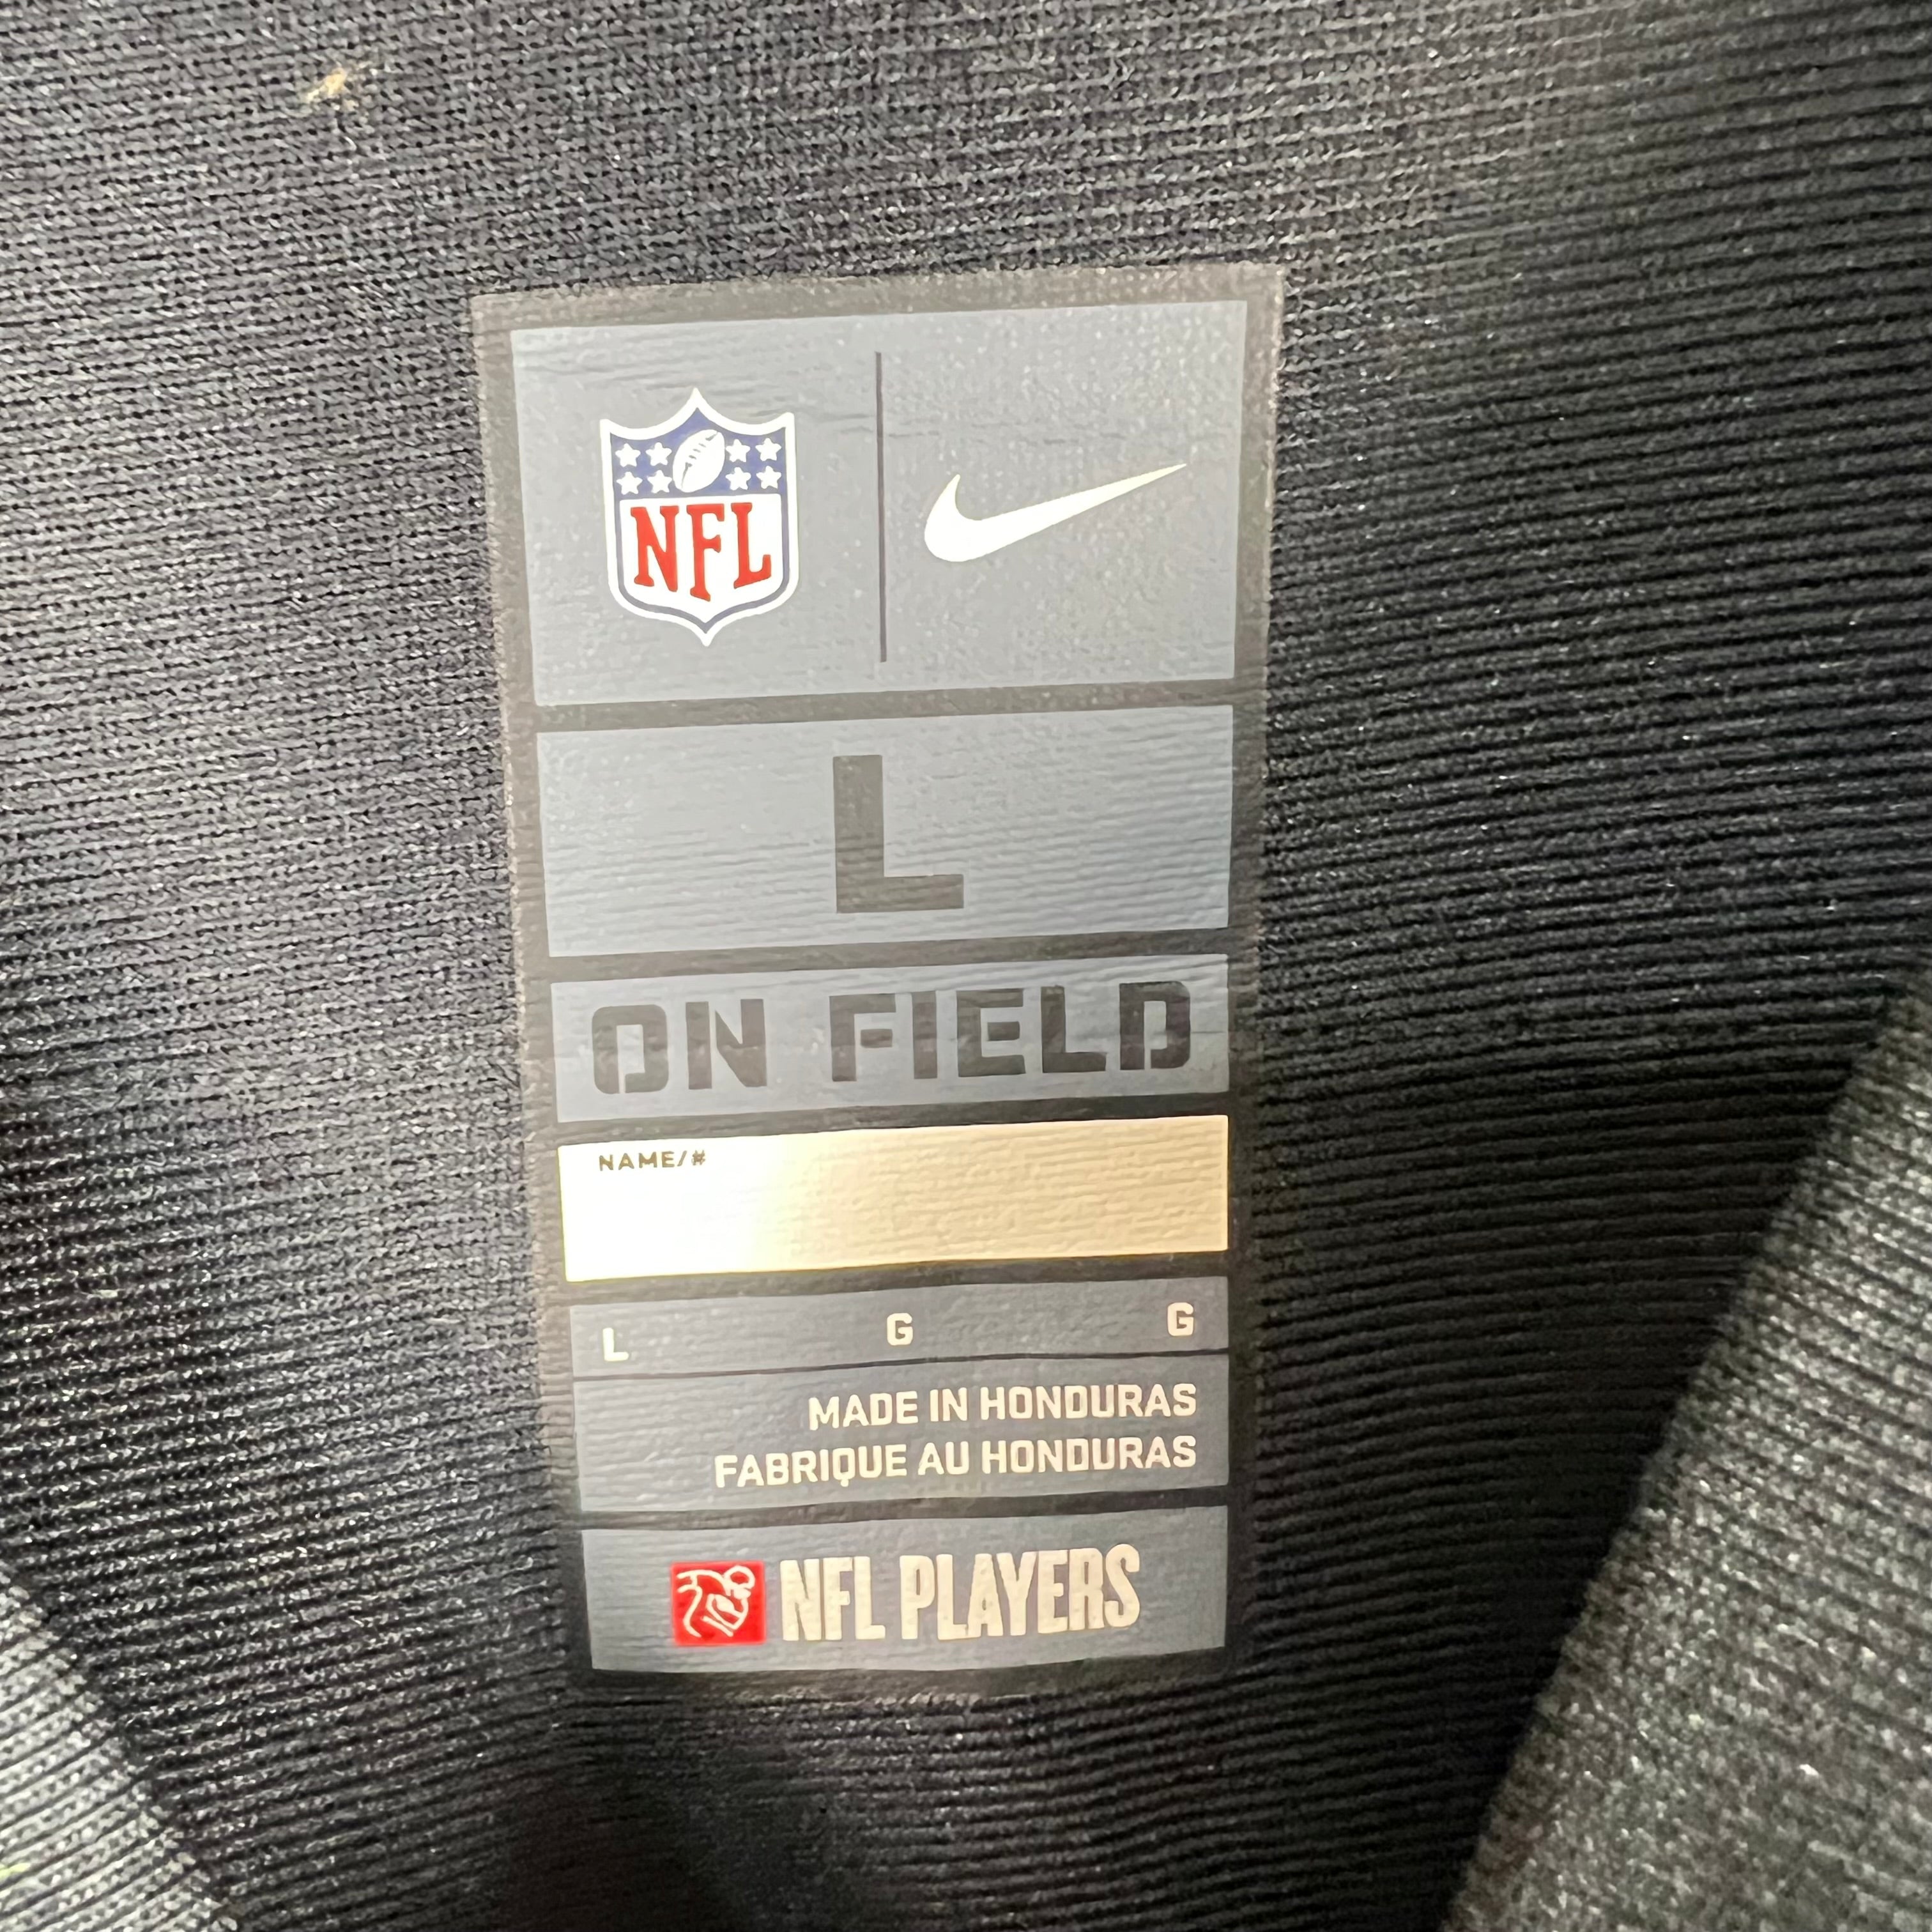 NFL
L
ON FIELD
NAME/#
L G G
MADE IN HONDURAS
FABRIQUE AU HONDURAS
NFL PLAYERS